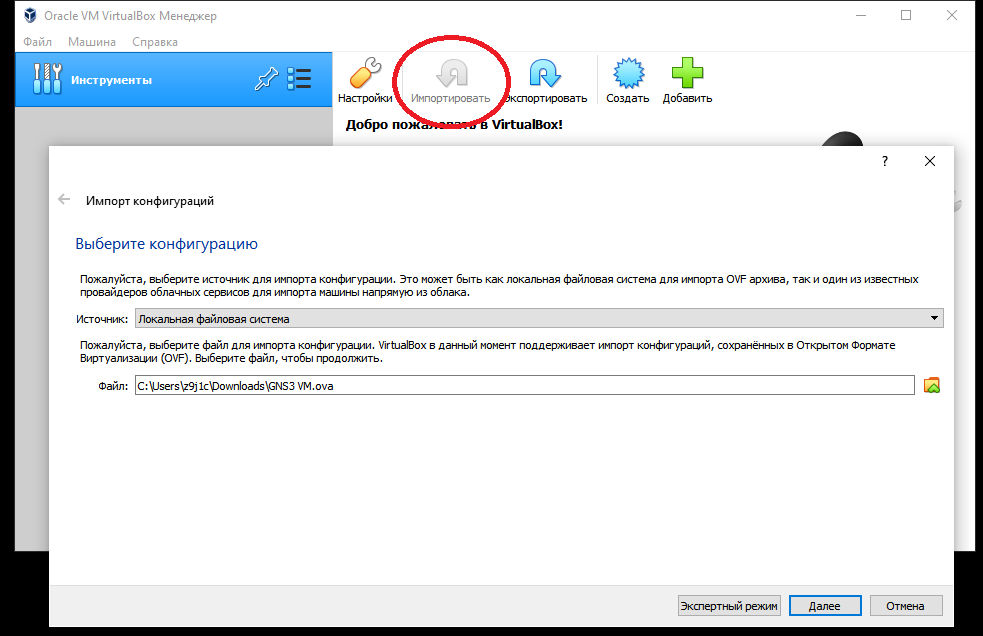 Oracle VM VirtualBox Менеджер
Файл Машина Справка
Инструменты
Настройки Импортировать Экспортировать Создать Добавить
Добро пожаловать в VirtualBox!
?
Импорт конфигураций
Выберите конфигурацию
Пожалуйста, выберите источник для импорта конфигурации. Это может быть как локальная файловая система для импорта OVF архива, так и один из известных
провайдеров облачных сервисов для импорта машины напрямую из облака.
Источник: Локальная файловая система
Пожалуйста, выберите файл для импорта конфигурации. VirtualBox в данный момент поддерживает импорт конфигураций, сохранённых в Открытом Формате
Виртуализации (OVF). Выберите файл, чтобы продолжить.
Файл: C:\Users\z9j1c\Downloads\GNS3 VM.ova
Экспертный режим Далее Отмена